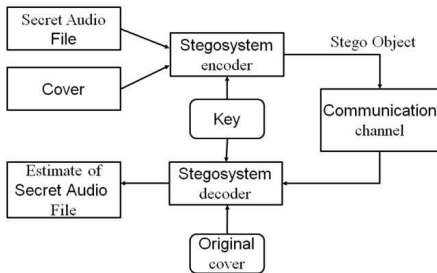 Secret Audio
File
Stegosystem
encoder
Stego Object
Cover
Key
Communication
channel
Estimate of
Secret Audio
File
Stegosystem
decoder
Original
cover